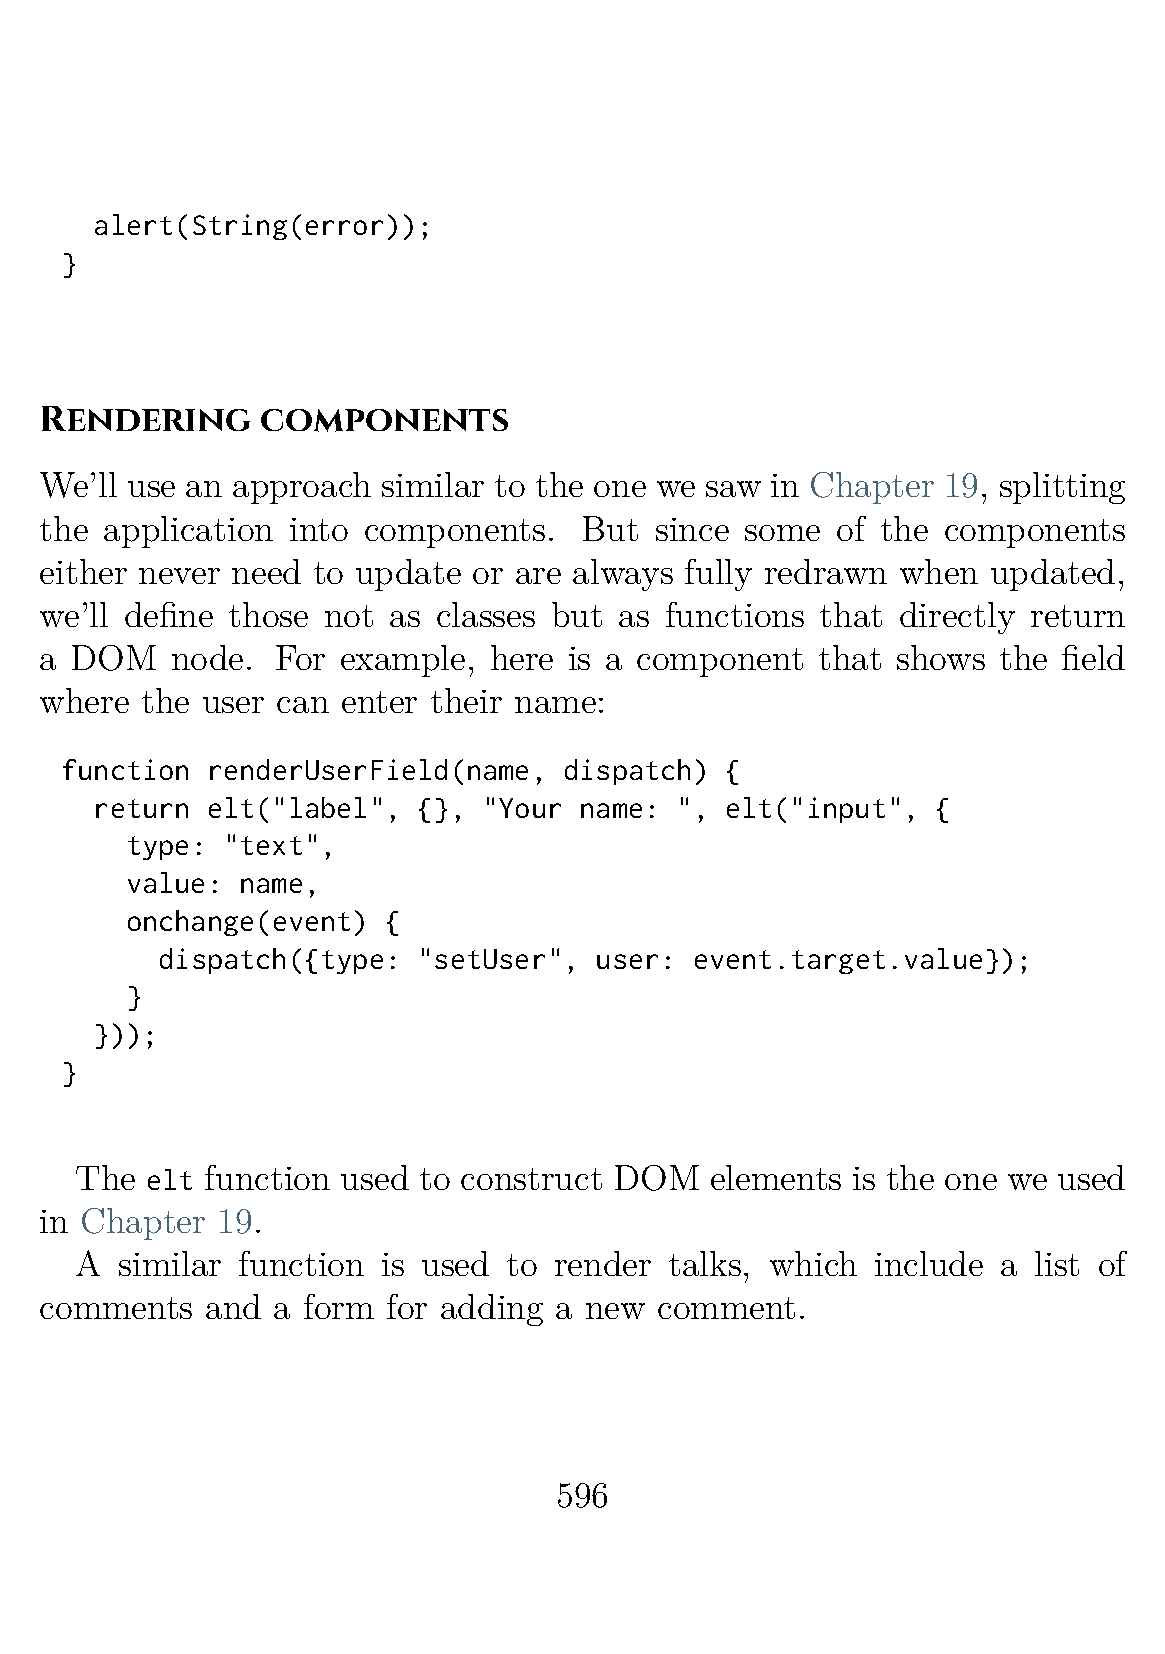 alert(String(error));
}
Rendering components
We'll use an approach similar to the one we saw in Chapter 19, splitting
the application into components. But since some of the components
either never need to update or are always fully redrawn when updated,
we'll define those not as classes but as functions that directly return
a DOM node. For example, here is a component that shows the field
where the user can enter their name:
function renderUserField(name, dispatch) {
  return elt("label", {}, "Your name: ", elt("input", {
    type: "text",
    value: name,
    onchange(event) {
      dispatch({type: "setUser", user: event.target.value});
    }
  }));
}
The elt function used to construct DOM elements is the one we used
in Chapter 19.
A similar function is used to render talks, which include a list of
comments and a form for adding a new comment.
596